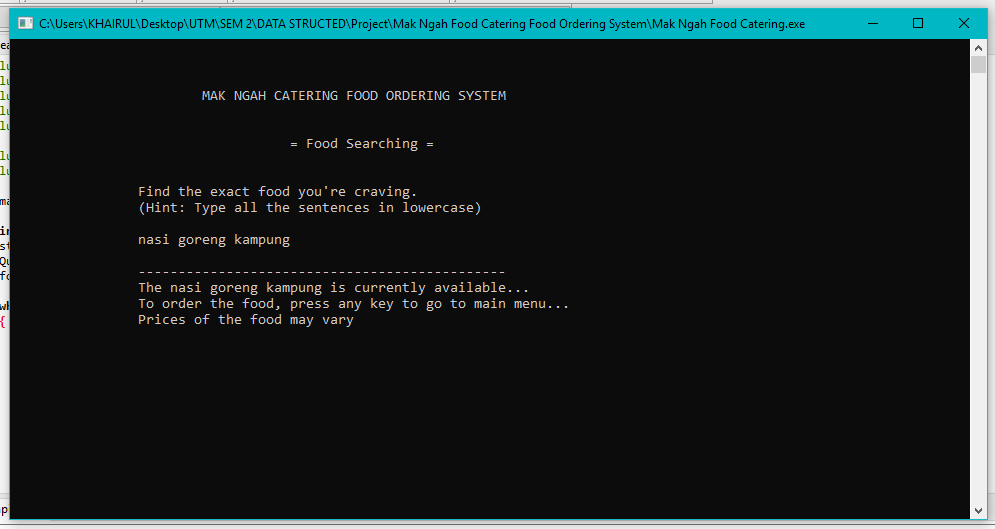 C:\Users\KHAIRUL\Desktop\UTM\SEM 2\DATA STRUCTED\Project\Mak Ngah Food Catering Food Ordering System\Mak Ngah Food Catering.exe
MAK NGAH CATERING FOOD ORDERING SYSTEM
= Food Searching =
Find the exact food you're craving.
(Hint: Type all the sentences in lowercase)
nasi goreng kampung
----------------------------------------------
The nasi goreng kampung is currently available...
To order the food, press any key to go to main menu...
Prices of the food may vary